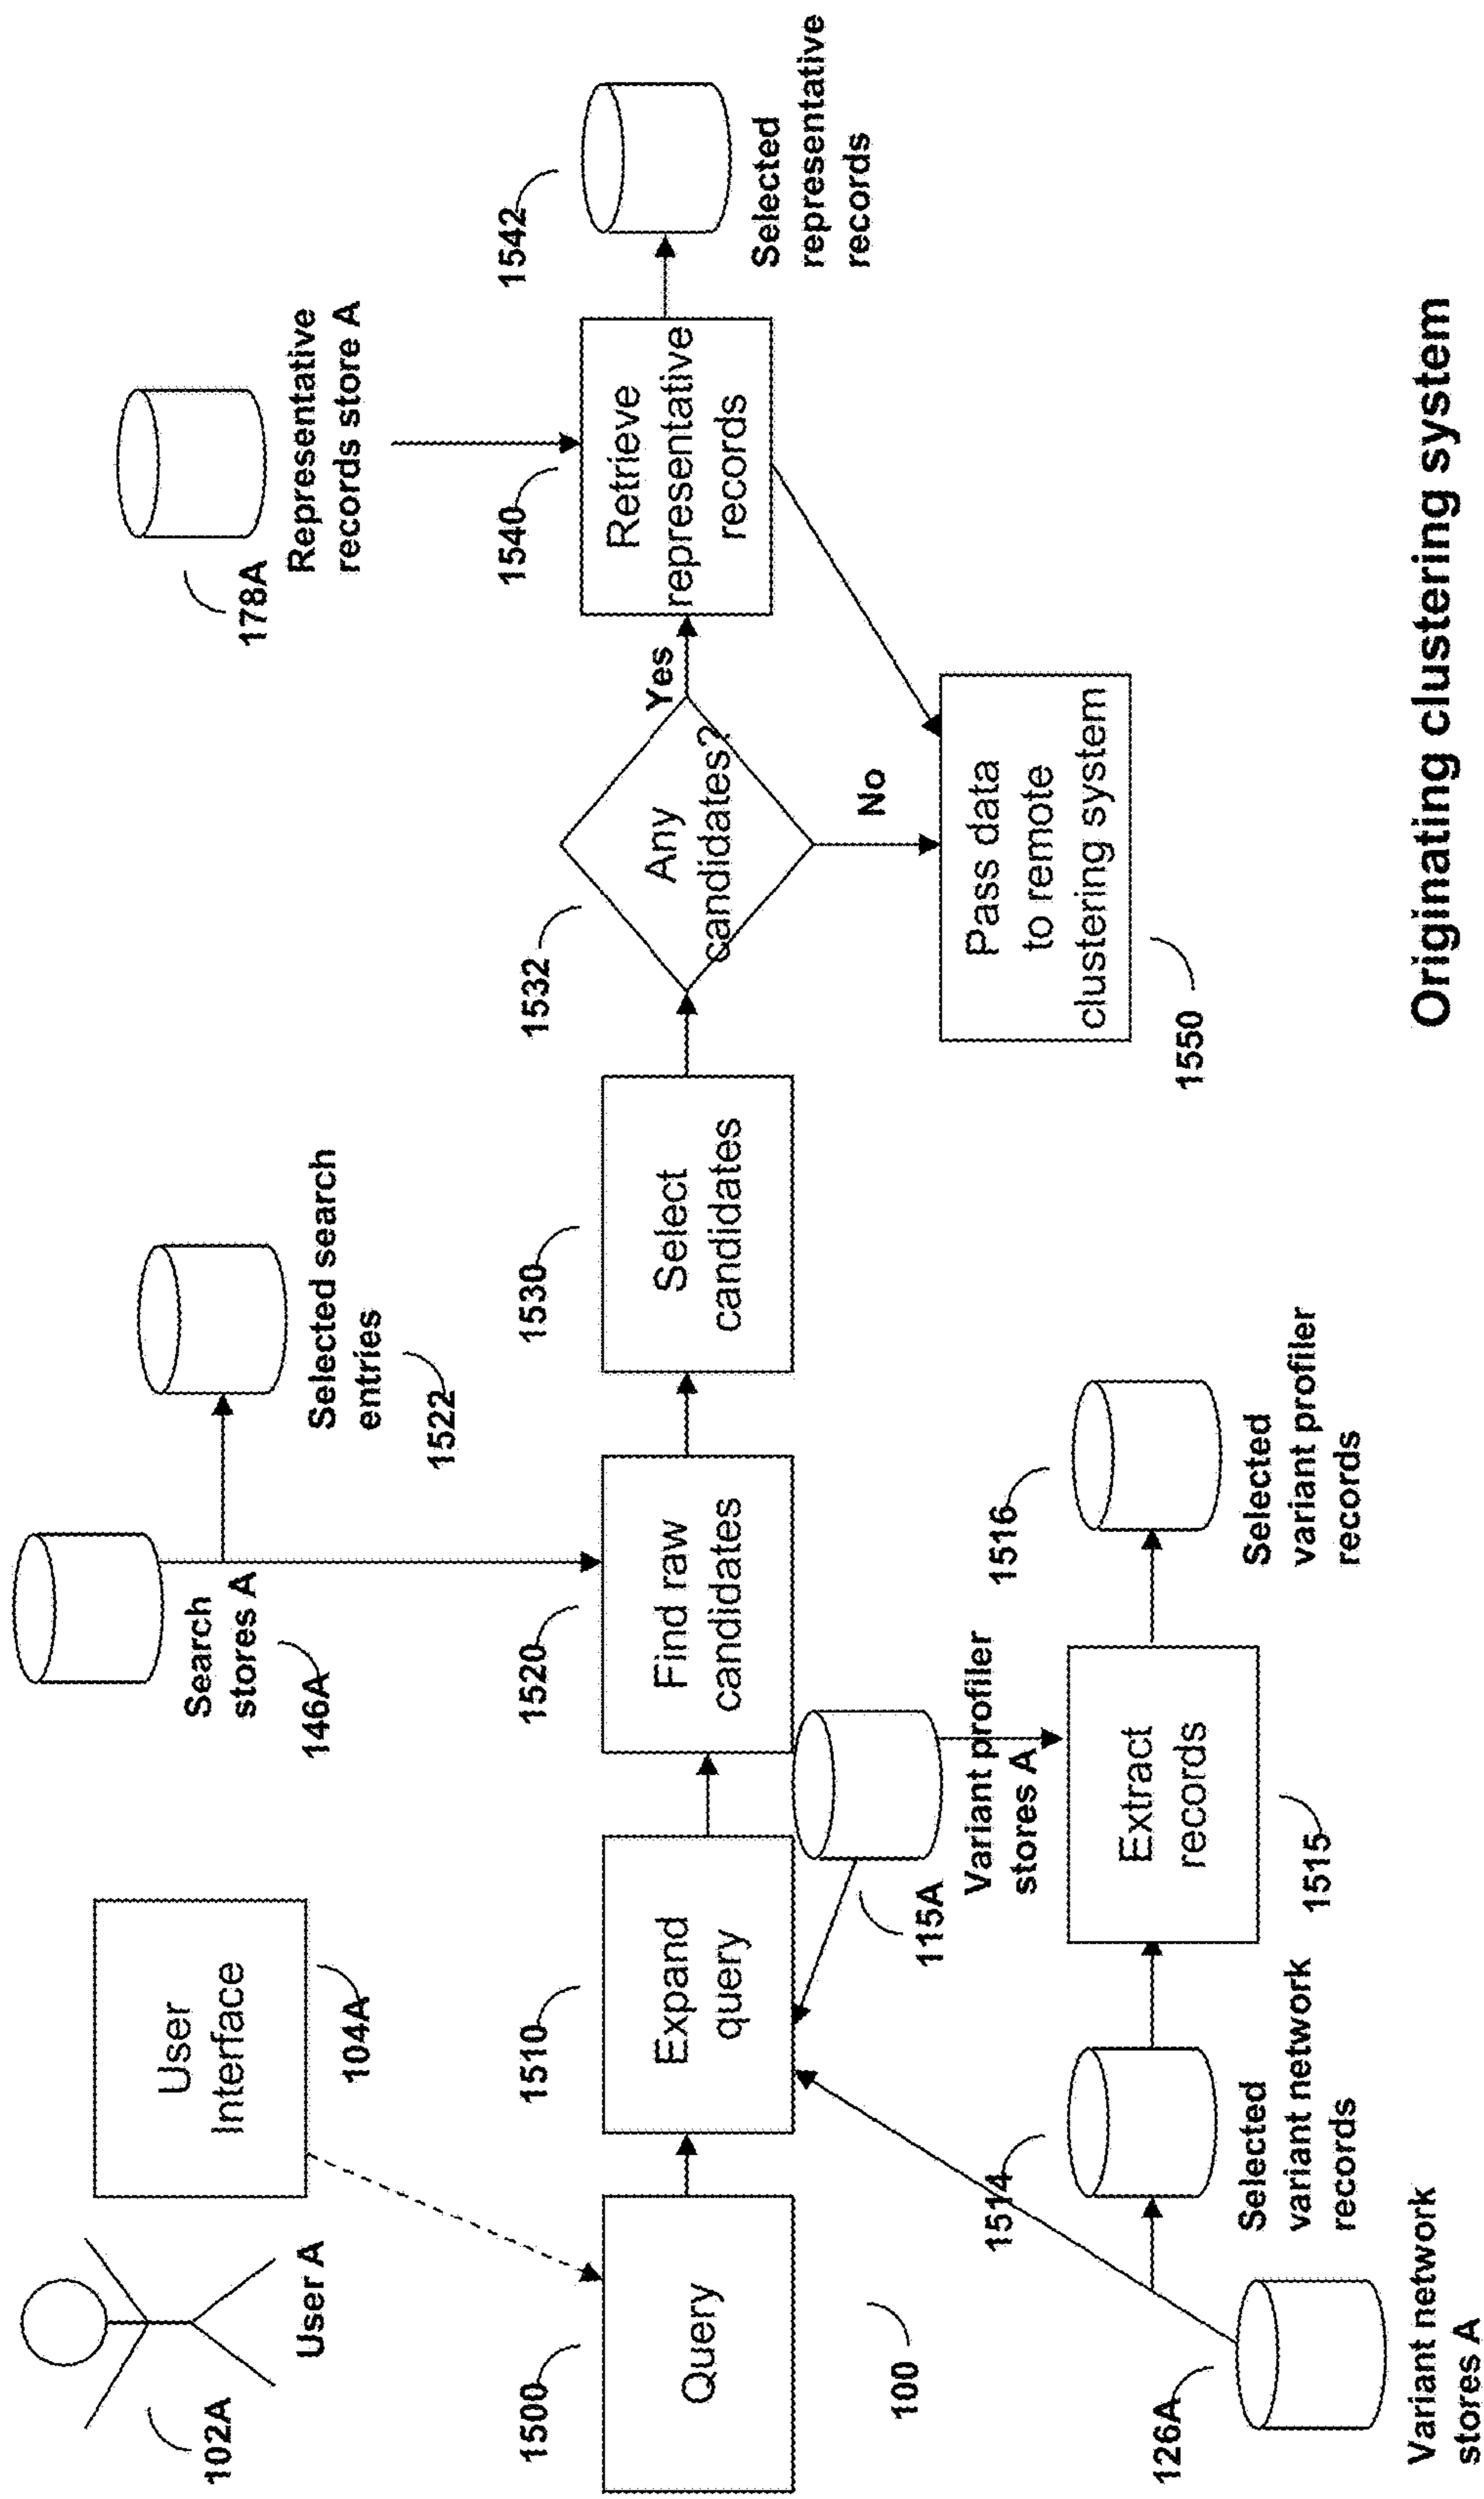 102A
User A
User
Interface
104A
Search
stores A
146A
Selected search
entries
1522
178A
Representative
records store A
1500
Query
100
1510
Expand
query
1520
Find raw
candidates
1530
Select
candidates
1532
Any
candidates?
Yes
No
1540
Retrieve
representative
records
1542
Selected
representative
records
115A
Variant profiler
stores A
1550
Pass data
to remote
clustering system
126A
Variant network
stores A
1514
Selected
variant network
records
1515
Extract
records
1516
Selected
variant profiler
records
Originating clustering system